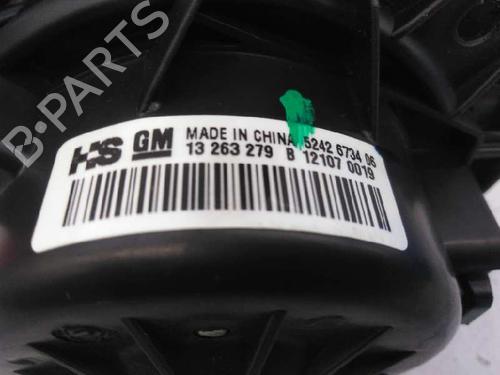 B-PARTS
HS GM MADE IN CHINA 5242 6734 06
13 263 279 B 12107 0019